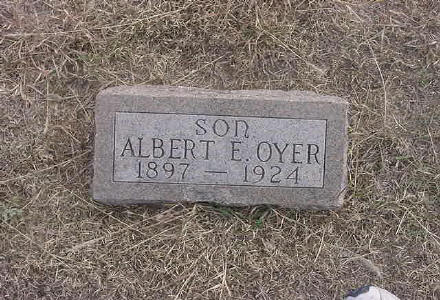 SON
ALBERT E. OYER
1897 — 1924